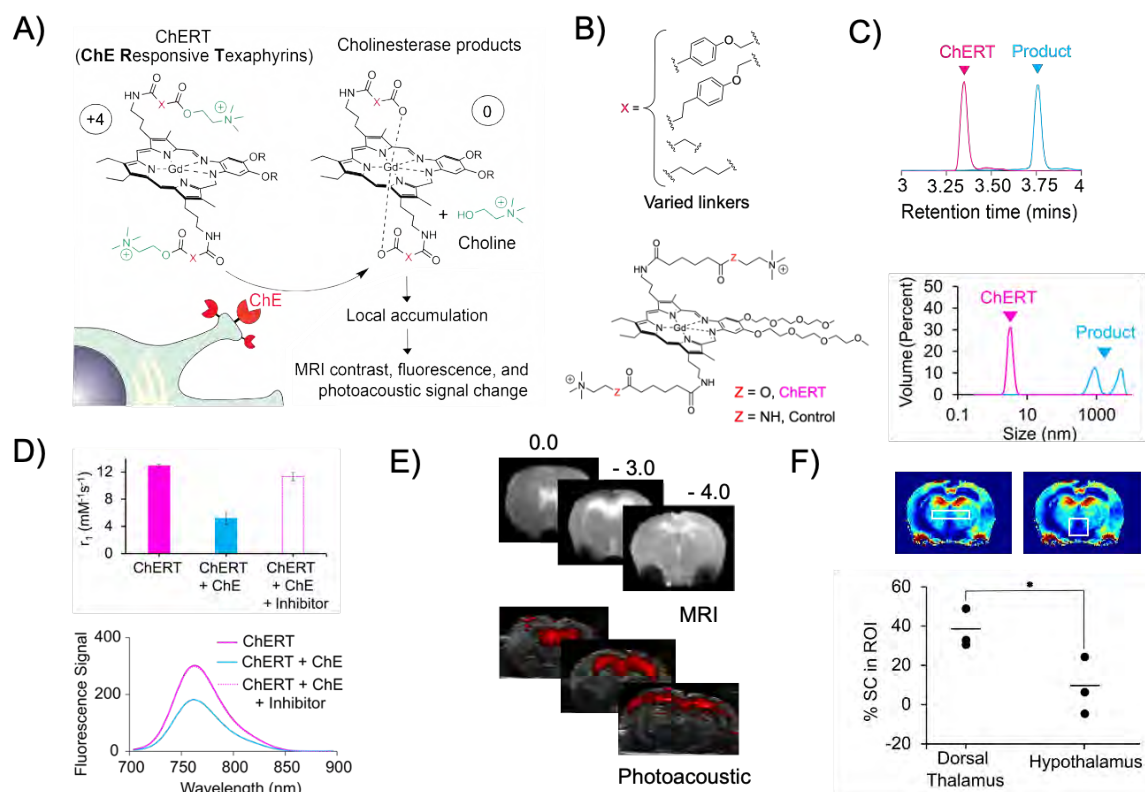 A)
ChERT
(ChE Responsive Texaphyrins)
Cholinesterase products
+4
0
NH
O
O
X
O
O
N
N
N
N
N
Gd
OR
OR
NH
O
X
O
O
N
NH
O
X
O
O
N
N
N
N
N
Gd
OR
OR
NH
O
X
O
O
+
HO
N
Choline
ChE
Local accumulation
MRI contrast, fluorescence, and
photoacoustic signal change
B)
X =
O
O
Varied linkers
O
HN
O
Z
N
N
N
N
N
N
Gd
O
O
O
O
O
O
O
O
NH
O
O
Z
N
Z = O, ChERT
Z = NH, Control
C)
ChERT
Product
3
3.25
3.50
3.75
4
Retention time (mins)
Volume (Percent)
50
40
30
20
10
0
ChERT
Product
0.1
10
1000
Size (nm)
D)
r1 (mM-1s-1)
12
8
4
0
ChERT
ChERT
+ ChE
ChERT
+ ChE
+ Inhibitor
Fluorescence Signal
400
200
0
ChERT
ChERT + ChE
ChERT + ChE
+ Inhibitor
700
750
800
850
900
Wavelength (nm)
E)
0.0
- 3.0
- 4.0
MRI
Photoacoustic
F)
% SC in ROI
60
40
20
0
-20
*
Dorsal
Thalamus
Hypothalamus